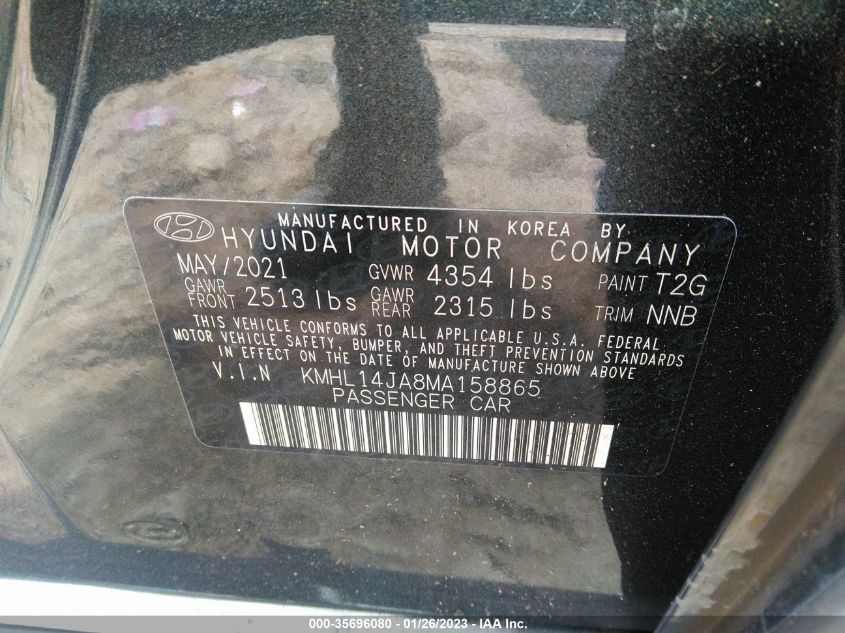 MANUFACTURED IN KOREA BY
HYUNDAI MOTOR COMPANY
MAY/2021 GVWR 4354 lbs PAINT T2G
GAWR FRONT 2513 lbs GAWR REAR 2315 lbs TRIM NNB
THIS VEHICLE CONFORMS TO ALL APPLICABLE U.S.A. FEDERAL
MOTOR VEHICLE SAFETY, BUMPER, AND THEFT PREVENTION STANDARDS
IN EFFECT ON THE DATE OF MANUFACTURE SHOWN ABOVE
V.I.N KMHL14JA8MA158865
PASSENGER CAR
000-35696080 - 01/26/2023 - IAA Inc.